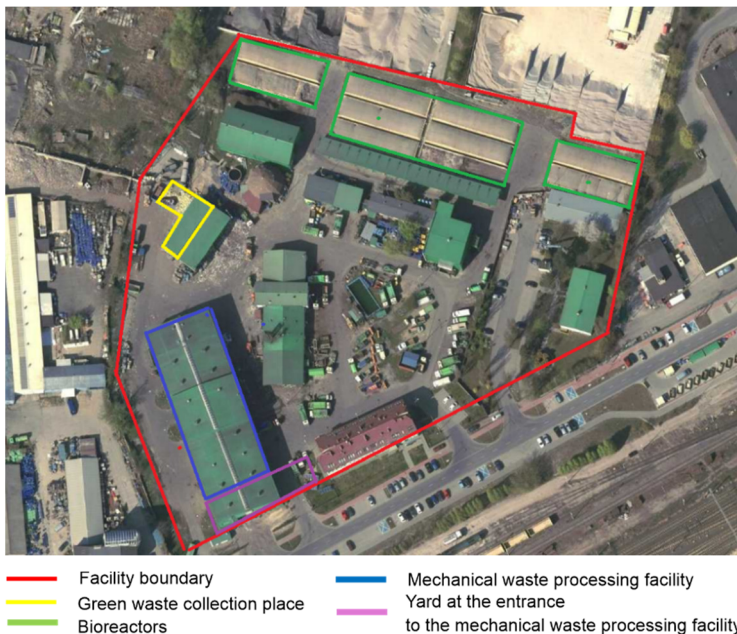 Facility boundary
Green waste collection place
Bioreactors
Mechanical waste processing facility
Yard at the entrance
to the mechanical waste processing facility